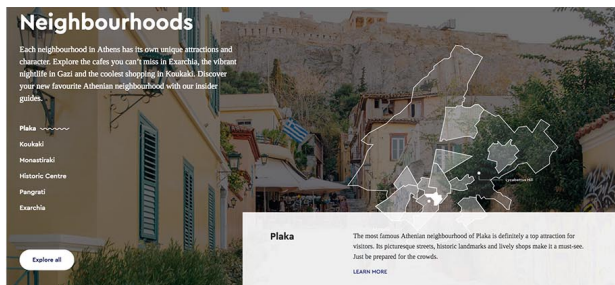 Neighbourhoods
Each neighbourhood in Athens has its own unique attractions and
character. Explore the cafes you can't miss in Exarchia, the vibrant
nightlife in Gazi and the coolest shopping in Koukaki. Discover
your new favourite Athenian neighbourhood with our insider
guides.
Plaka
Koukaki
Monastiraki
Historic Centre
Pangrati
Exarchia
Explore all
Lycabettus Hill
Plaka
The most famous Athenian neighbourhood of Plaka is definitely a top attraction for
visitors. Its picturesque streets, historic landmarks and lively shops make it a must-see.
Just be prepared for the crowds.
LEARN MORE